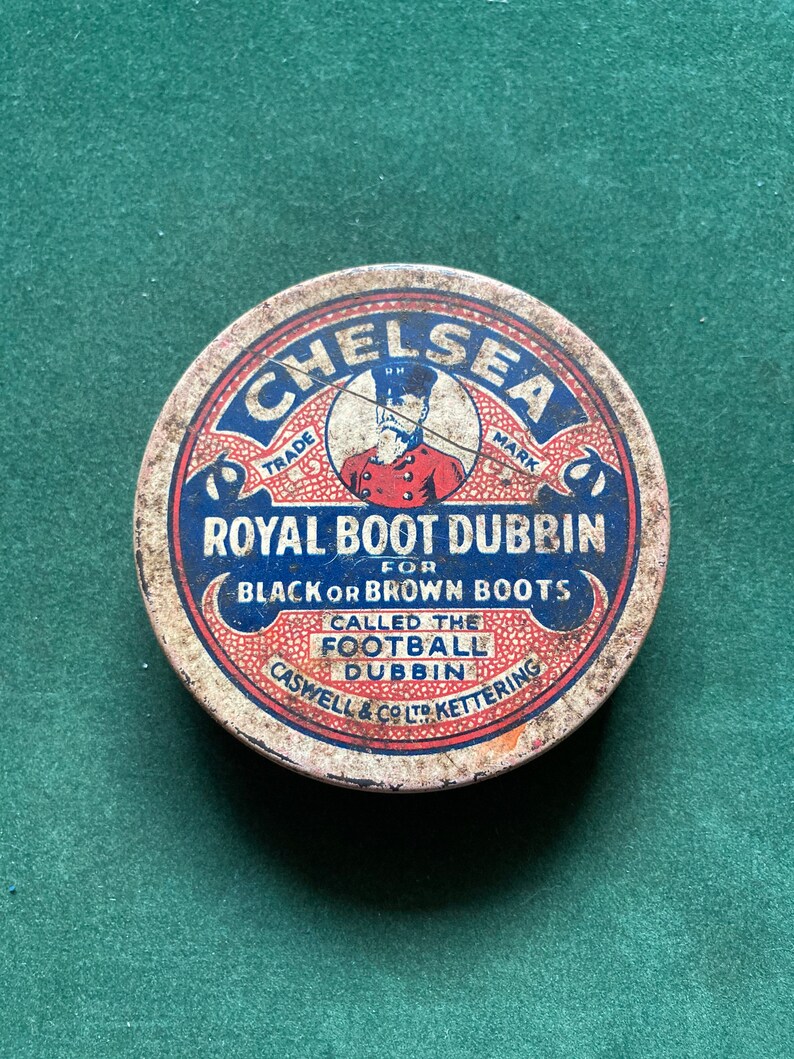 CHELSEA
RH
TRADE MARK
ROYAL BOOT DUBBIN
FOR
BLACK OR BROWN BOOTS
CALLED THE
FOOTBALL
DUBBIN
CASWELL & CO LTD. KETTERING